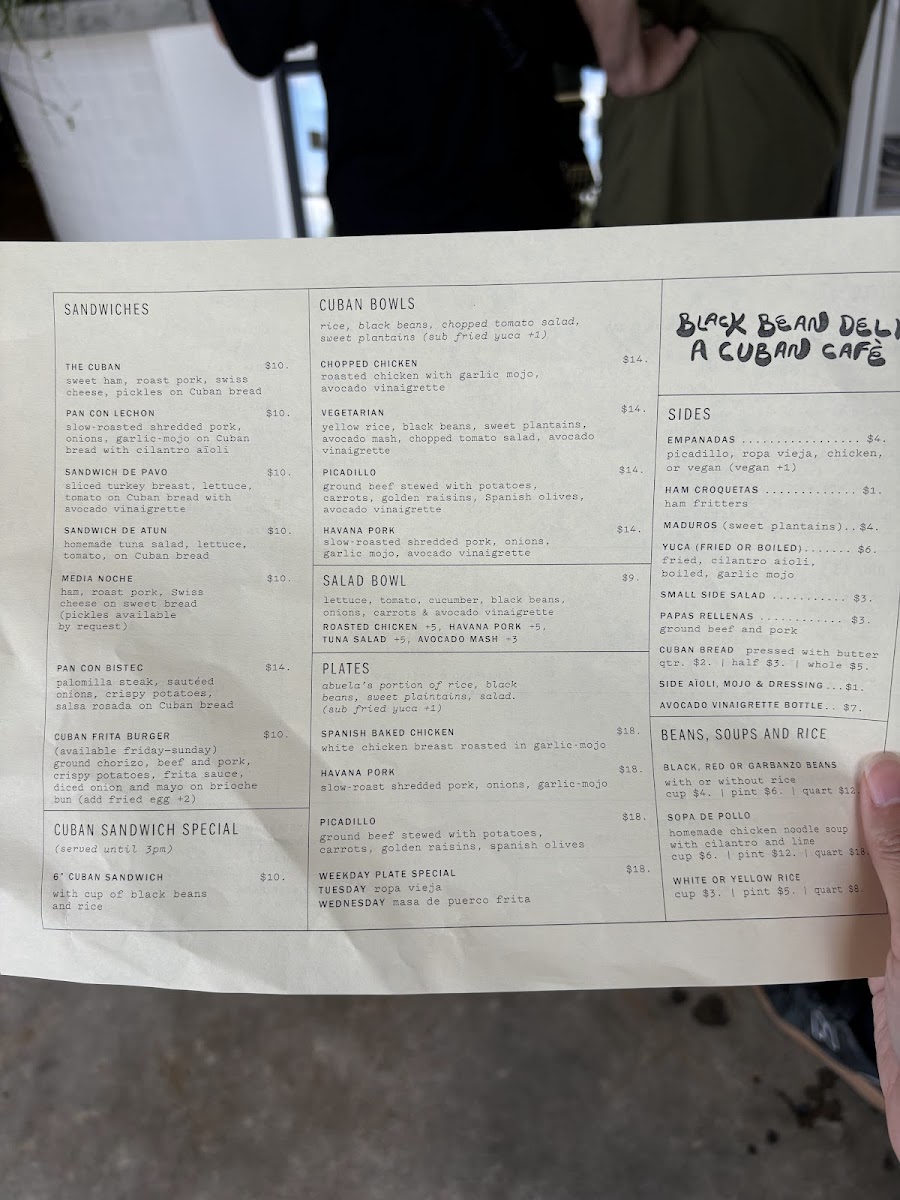 SANDWICHES
THE CUBAN $10.
sweet ham, roast pork, swiss
cheese, pickles on Cuban bread
PAN CON LECHON $10.
slow-roasted shredded pork,
onions, garlic-mojo on Cuban
bread with cilantro aïoli
SANDWICH DE PAVO $10.
sliced turkey breast, lettuce,
tomato on Cuban bread with
avocado vinaigrette
SANDWICH DE ATUN $10.
homemade tuna salad, lettuce,
tomato, on Cuban bread
MEDIA NOCHE $10.
ham, roast pork, Swiss
cheese on sweet bread
(pickles available
by request)
PAN CON BISTEC $14.
palomilla steak, sautéed
onions, crispy potatoes,
salsa rosada on Cuban bread
CUBAN FRITA BURGER $10.
(available friday—sunday)
ground chorizo, beef and pork,
crispy potatoes, frita sauce,
diced onion and mayo on brioche
bun (add fried egg +2)
CUBAN SANDWICH SPECIAL
(served until 3pm)
6" CUBAN SANDWICH $10.
with cup of black beans
and rice
CUBAN BOWLS
rice, black beans, chopped tomato salad,
sweet plantains (sub fried yuca +1)
CHOPPED CHICKEN $14.
roasted chicken with garlic mojo,
avocado vinaigrette
VEGETARIAN $14.
yellow rice, black beans, sweet plantains,
avocado mash, chopped tomato salad, avocado
vinaigrette
PICADILLO $14.
ground beef stewed with potatoes,
carrots, golden raisins, Spanish olives,
avocado vinaigrette
HAVANA PORK $14.
slow-roasted shredded pork, onions,
garlic mojo, avocado vinaigrette
SALAD BOWL $9.
lettuce, tomato, cucumber, black beans,
onions, carrots & avocado vinaigrette
ROASTED CHICKEN +5, HAVANA PORK +5,
TUNA SALAD +5, AVOCADO MASH +3
PLATES
abuela's portion of rice, black
beans, sweet plaintains, salad.
(sub fried yuca +1)
SPANISH BAKED CHICKEN $18.
white chicken breast roasted in garlic-mojo
HAVANA PORK $18.
slow-roast shredded pork, onions, garlic-mojo
PICADILLO $18.
ground beef stewed with potatoes,
carrots, golden raisins, spanish olives
WEEKDAY PLATE SPECIAL $18.
TUESDAY ropa vieja
WEDNESDAY masa de puerco frita
BLACK BEAN DELI
A CUBAN CAFÈ
SIDES
EMPANADAS ................. $4.
picadillo, ropa vieja, chicken,
or vegan (vegan +1)
HAM CROQUETAS ............. $1.
ham fritters
MADUROS (sweet plantains).. $4.
YUCA (FRIED OR BOILED)....... $6.
fried, cilantro aioli,
boiled, garlic mojo
SMALL SIDE SALAD ........... $3.
PAPAS RELLENAS ............ $3.
ground beef and pork
CUBAN BREAD pressed with butter
qtr. $2. | half $3. | whole $5.
SIDE AÏOLI, MOJO & DRESSING ...$1.
AVOCADO VINAIGRETTE BOTTLE.. $7.
BEANS, SOUPS AND RICE
BLACK, RED OR GARBANZO BEANS
with or without rice
cup $4. | pint $6. | quart $12.
SOPA DE POLLO
homemade chicken noodle soup
with cilantro and lime
cup $6. | pint $12. | quart $18.
WHITE OR YELLOW RICE
cup $3. | pint $5. | quart $8.